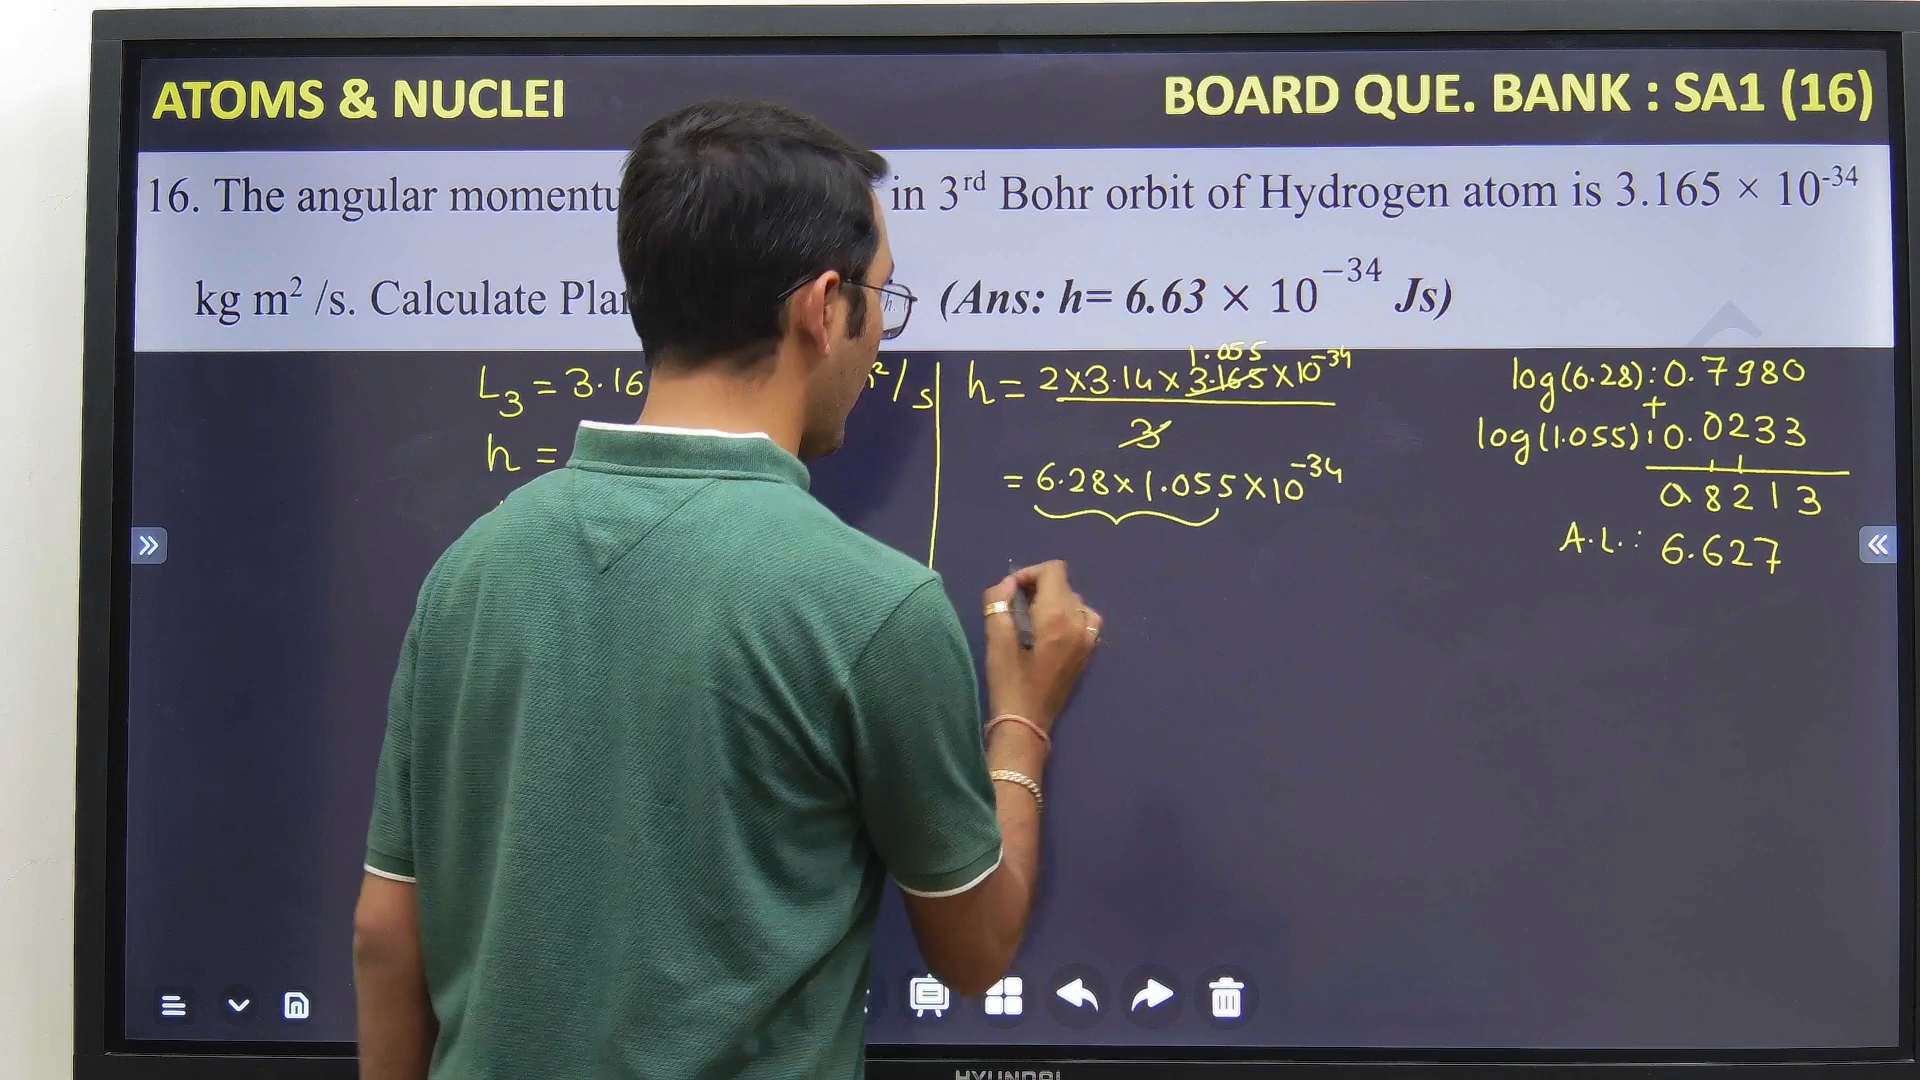 ATOMS & NUCLEI
BOARD QUE. BANK : SA1 (16)
16. The angular in 3rd Bohr orbit of Hydrogen atom is 3.165 × 10-34
kg m2 /s. Calculate (Ans: h= 6.63 × 10−34 Js)
L3 = 3.16 /s
h =
1.055
h = 2×3.14×3.165×10-34
3
= 6.28×1.055×10-34
log(6.28): 0.7980
+
log(1.055): 0.0233
0.8213
A.L.: 6.627
HYUNDAI